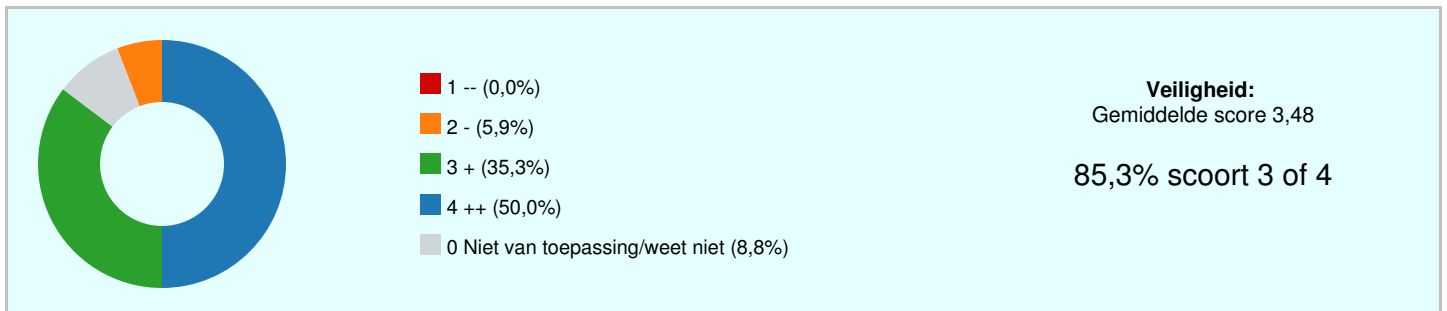 1 -- (0,0%)
2 - (5,9%)
3 + (35,3%)
4 ++ (50,0%)
0 Niet van toepassing/weet niet (8,8%)
Veiligheid:
Gemiddelde score 3,48
85,3% scoort 3 of 4